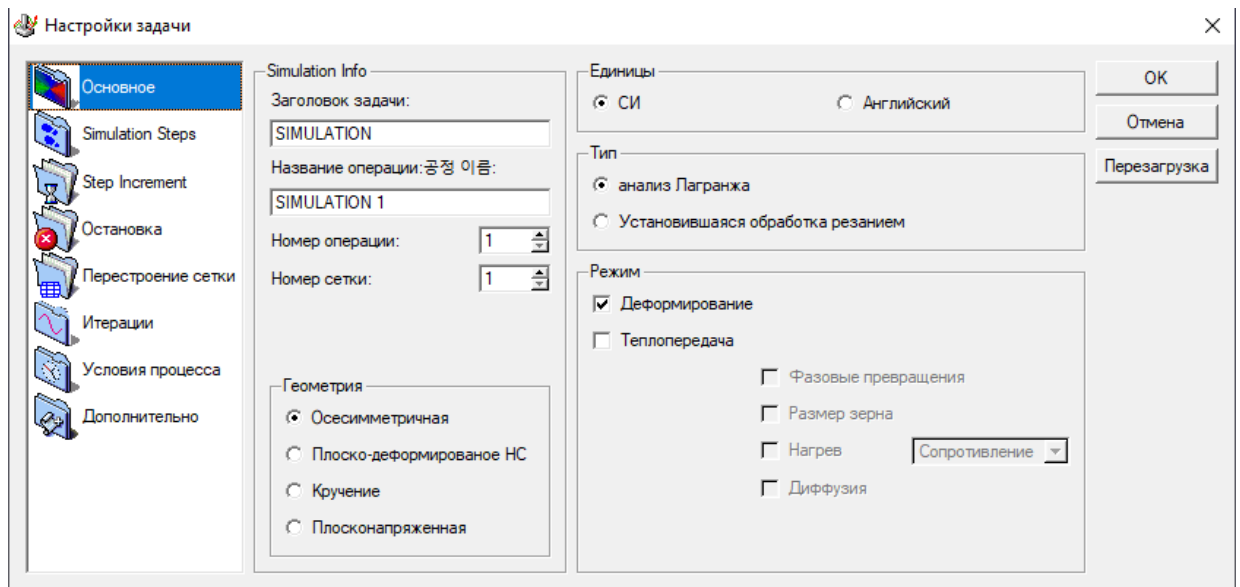 Настройки задачи
Основное
Simulation Steps
Step Increment
Остановка
Перестроение сетки
Итерации
Условия процесса
Дополнительно
Simulation Info
Заголовок задачи:
SIMULATION
Название операции:공정 이름:
SIMULATION 1
Номер операции: 1
Номер сетки: 1
Геометрия
Осесимметричная
Плоско-деформированое НС
Кручение
Плосконапряженная
Единицы
СИ Английский
Тип
анализ Лагранжа
Установившаяся обработка резанием
Режим
Деформирование
Теплопередача
Фазовые превращения
Размер зерна
Нагрев Сопротивление
Диффузия
OK
Отмена
Перезагрузка